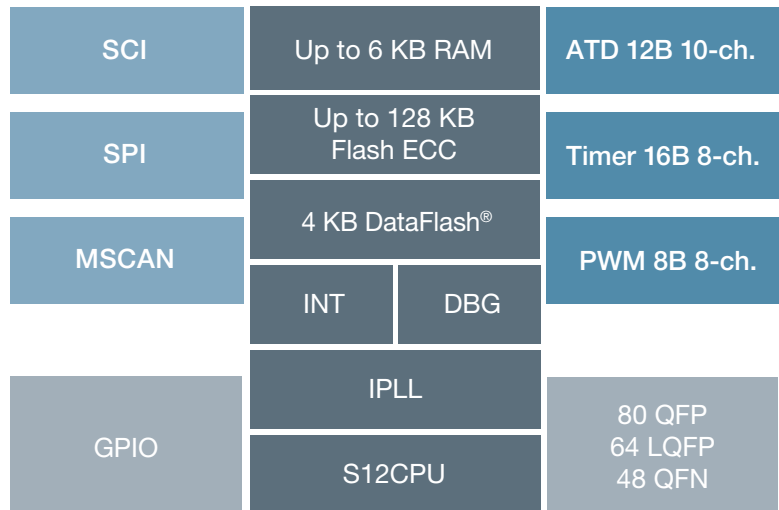 SCI
Up to 6 KB RAM
ATD 12B 10-ch.
SPI
Up to 128 KB
Flash ECC
Timer 16B 8-ch.
MSCAN
4 KB DataFlash®
PWM 8B 8-ch.
INT
DBG
IPLL
GPIO
S12CPU
80 QFP
64 LQFP
48 QFN